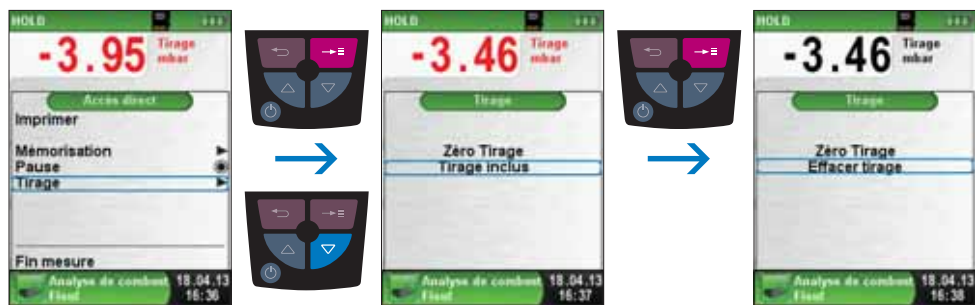 HOLD
-3.95 Tirage
mbar
Accès direct
Imprimer
Mémorisation
Pause
Tirage
Fin mesure
Analyse de combust
Fioul
18.04.13
16:36
HOLD
-3.46 Tirage
mbar
Tirage
Zéro Tirage
Tirage inclus
Analyse de combust
Fioul
18.04.13
16:37
HOLD
-3.46 Tirage
mbar
Tirage
Zéro Tirage
Effacer tirage
Analyse de combust
Fioul
18.04.13
16:38